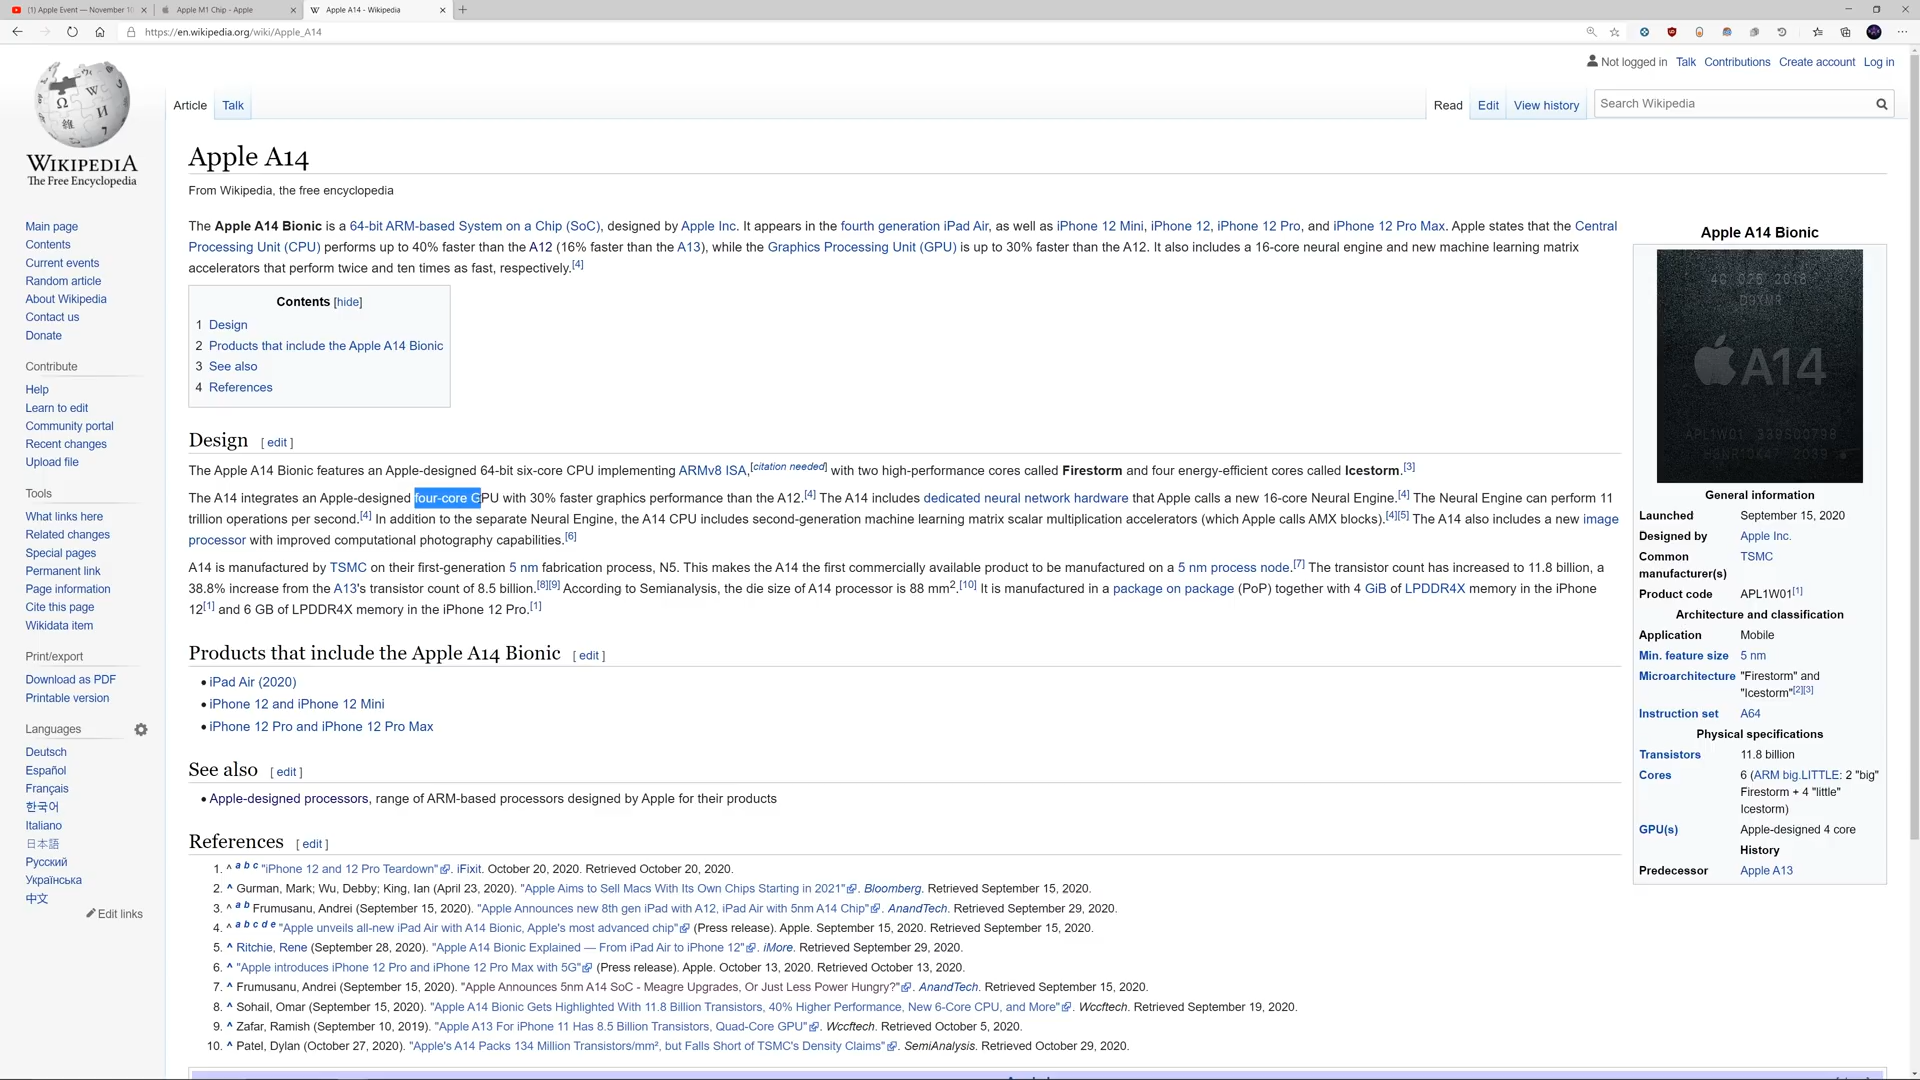 (1) Apple Event — November 10
Apple M1 Chip - Apple
Apple A14 - Wikipedia
https://en.wikipedia.org/wiki/Apple_A14
Not logged in Talk Contributions Create account Log in
Article Talk
Read Edit View history Search Wikipedia
WIKIPEDIA
The Free Encyclopedia
Main page
Contents
Current events
Random article
About Wikipedia
Contact us
Donate
Contribute
Help
Learn to edit
Community portal
Recent changes
Upload file
Tools
What links here
Related changes
Special pages
Permanent link
Page information
Cite this page
Wikidata item
Print/export
Download as PDF
Printable version
Languages
Deutsch
Español
Français
한국어
Italiano
日本語
Русский
Українська
中文
Edit links
Apple A14
From Wikipedia, the free encyclopedia
The Apple A14 Bionic is a 64-bit ARM-based System on a Chip (SoC), designed by Apple Inc. It appears in the fourth generation iPad Air, as well as iPhone 12 Mini, iPhone 12, iPhone 12 Pro, and iPhone 12 Pro Max. Apple states that the Central
Processing Unit (CPU) performs up to 40% faster than the A12 (16% faster than the A13), while the Graphics Processing Unit (GPU) is up to 30% faster than the A12. It also includes a 16-core neural engine and new machine learning matrix
accelerators that perform twice and ten times as fast, respectively.[4]
Contents [hide]
1 Design
2 Products that include the Apple A14 Bionic
3 See also
4 References
Design [ edit ]
The Apple A14 Bionic features an Apple-designed 64-bit six-core CPU implementing ARMv8 ISA,[citation needed] with two high-performance cores called Firestorm and four energy-efficient cores called Icestorm.[3]
The A14 integrates an Apple-designed four-core GPU with 30% faster graphics performance than the A12.[4] The A14 includes dedicated neural network hardware that Apple calls a new 16-core Neural Engine.[4] The Neural Engine can perform 11
trillion operations per second.[4] In addition to the separate Neural Engine, the A14 CPU includes second-generation machine learning matrix scalar multiplication accelerators (which Apple calls AMX blocks).[4][5] The A14 also includes a new image
processor with improved computational photography capabilities.[6]
A14 is manufactured by TSMC on their first-generation 5 nm fabrication process, N5. This makes the A14 the first commercially available product to be manufactured on a 5 nm process node.[7] The transistor count has increased to 11.8 billion, a
38.8% increase from the A13's transistor count of 8.5 billion.[8][9] According to Semianalysis, the die size of A14 processor is 88 mm2.[10] It is manufactured in a package on package (PoP) together with 4 GiB of LPDDR4X memory in the iPhone
12[1] and 6 GB of LPDDR4X memory in the iPhone 12 Pro.[1]
Products that include the Apple A14 Bionic [ edit ]
• iPad Air (2020)
• iPhone 12 and iPhone 12 Mini
• iPhone 12 Pro and iPhone 12 Pro Max
See also [ edit ]
• Apple-designed processors, range of ARM-based processors designed by Apple for their products
References [ edit ]
1. ^ a b c "iPhone 12 and 12 Pro Teardown". iFixit. October 20, 2020. Retrieved October 20, 2020.
2. ^ Gurman, Mark; Wu, Debby; King, Ian (April 23, 2020). "Apple Aims to Sell Macs With Its Own Chips Starting in 2021". Bloomberg. Retrieved September 15, 2020.
3. ^ a b Frumusanu, Andrei (September 15, 2020). "Apple Announces new 8th gen iPad with A12, iPad Air with 5nm A14 Chip". AnandTech. Retrieved September 29, 2020.
4. ^ a b c d e "Apple unveils all-new iPad Air with A14 Bionic, Apple's most advanced chip" (Press release). Apple. September 15, 2020. Retrieved September 15, 2020.
5. ^ Ritchie, Rene (September 28, 2020). "Apple A14 Bionic Explained — From iPad Air to iPhone 12". iMore. Retrieved September 29, 2020.
6. ^ "Apple introduces iPhone 12 Pro and iPhone 12 Pro Max with 5G" (Press release). Apple. October 13, 2020. Retrieved October 13, 2020.
7. ^ Frumusanu, Andrei (September 15, 2020). "Apple Announces 5nm A14 SoC - Meagre Upgrades, Or Just Less Power Hungry?". AnandTech. Retrieved September 15, 2020.
8. ^ Sohail, Omar (September 15, 2020). "Apple A14 Bionic Gets Highlighted With 11.8 Billion Transistors, 40% Higher Performance, New 6-Core CPU, and More". Wccftech. Retrieved September 19, 2020.
9. ^ Zafar, Ramish (September 10, 2019). "Apple A13 For iPhone 11 Has 8.5 Billion Transistors, Quad-Core GPU". Wccftech. Retrieved October 5, 2020.
10. ^ Patel, Dylan (October 27, 2020). "Apple's A14 Packs 134 Million Transistors/mm², but Falls Short of TSMC's Density Claims". SemiAnalysis. Retrieved October 29, 2020.
Apple A14 Bionic
A14
General information
Launched September 15, 2020
Designed by Apple Inc.
Common TSMC
manufacturer(s)
Product code APL1W01[1]
Architecture and classification
Application Mobile
Min. feature size 5 nm
Microarchitecture "Firestorm" and
"Icestorm"[2][3]
Instruction set A64
Physical specifications
Transistors 11.8 billion
Cores 6 (ARM big.LITTLE: 2 "big"
Firestorm + 4 "little"
Icestorm)
GPU(s) Apple-designed 4 core
History
Predecessor Apple A13